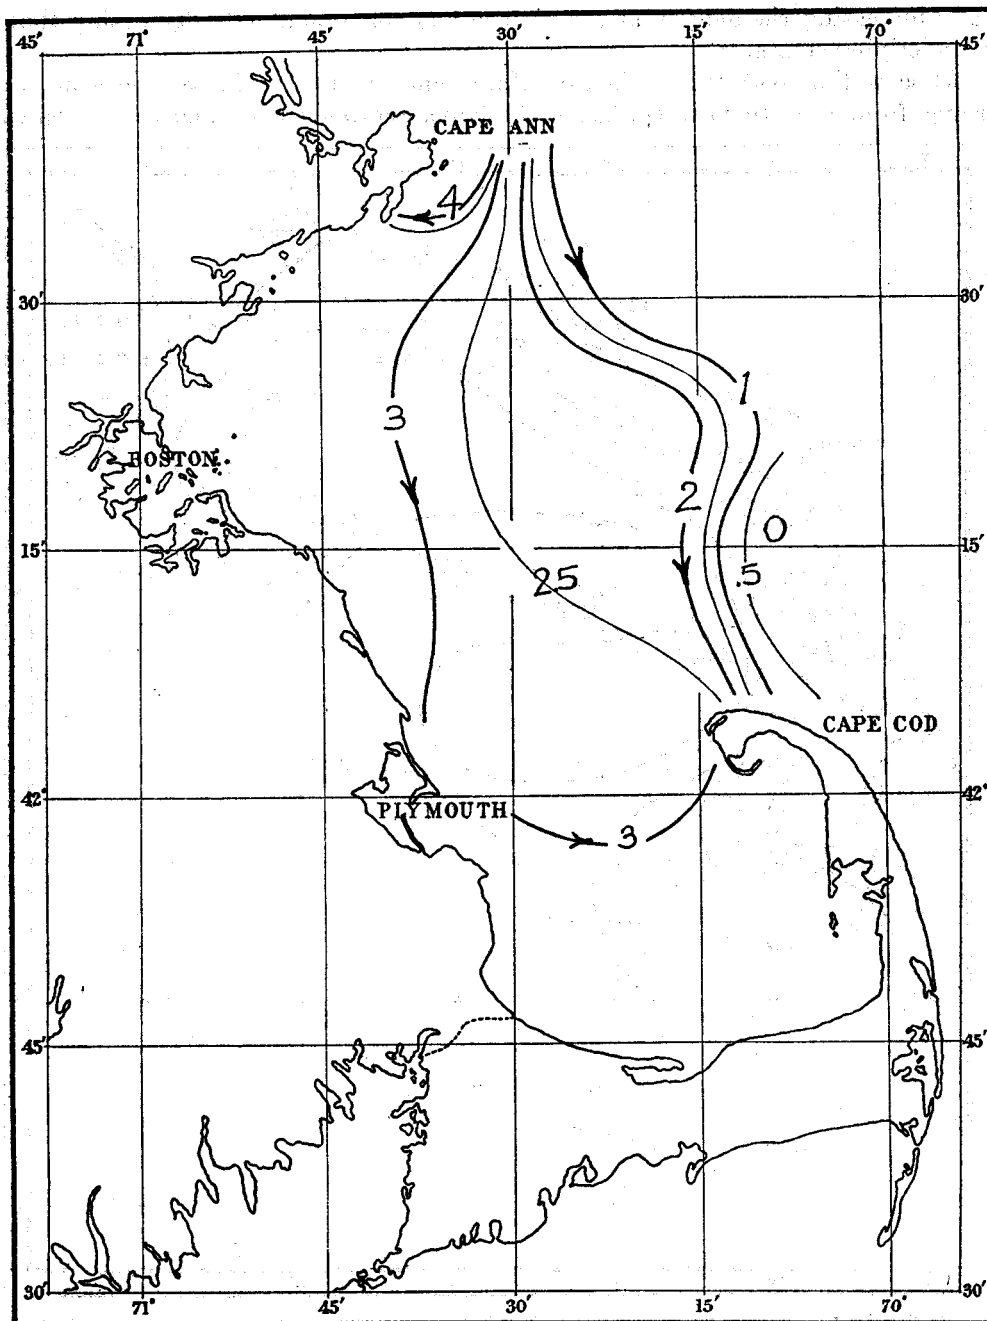 45′ 71° 45′ 30′ 15′ 70° 45′
CAPE ANN
4
30′ 30′
1
3
BOSTON
2
0
15′ 15′
25 .5
CAPE COD
42° 42°
PLYMOUTH
3
45′ 45′
30′ 71° 45′ 30′ 15′ 70° 30′